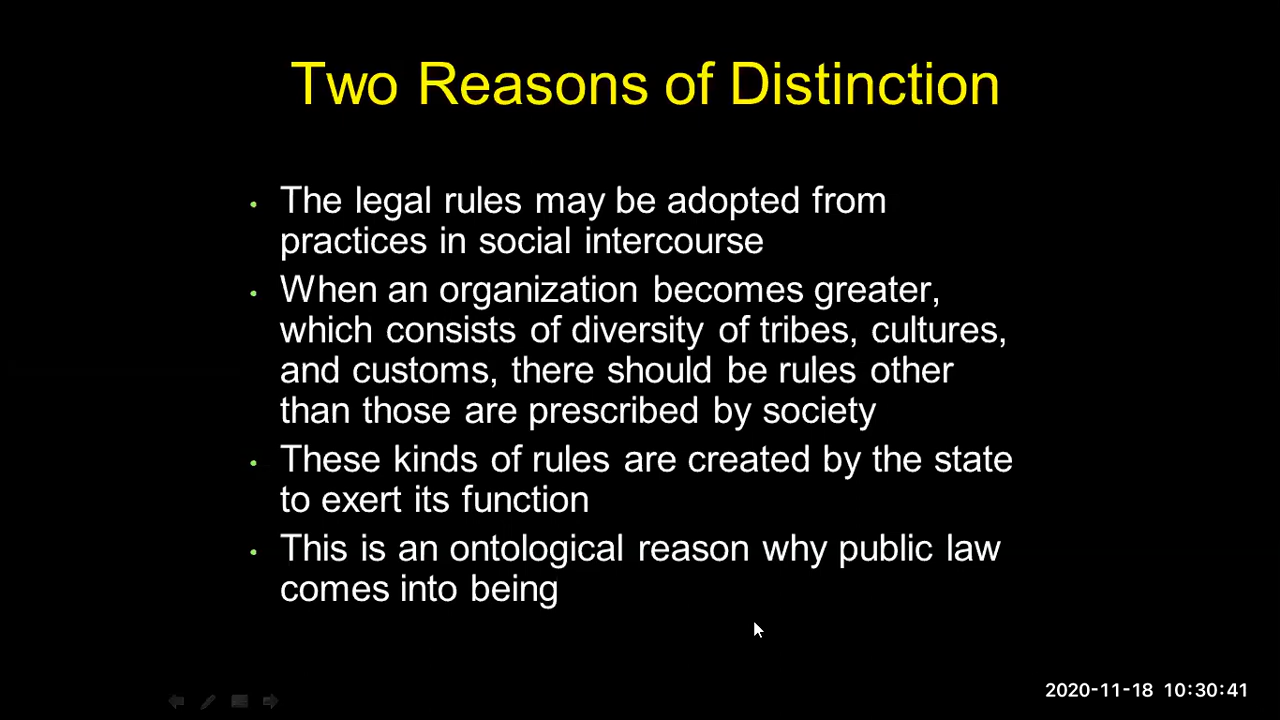 Two Reasons of Distinction
• The legal rules may be adopted from
practices in social intercourse
• When an organization becomes greater,
which consists of diversity of tribes, cultures,
and customs, there should be rules other
than those are prescribed by society
• These kinds of rules are created by the state
to exert its function
• This is an ontological reason why public law
comes into being
2020-11-18 10:30:41